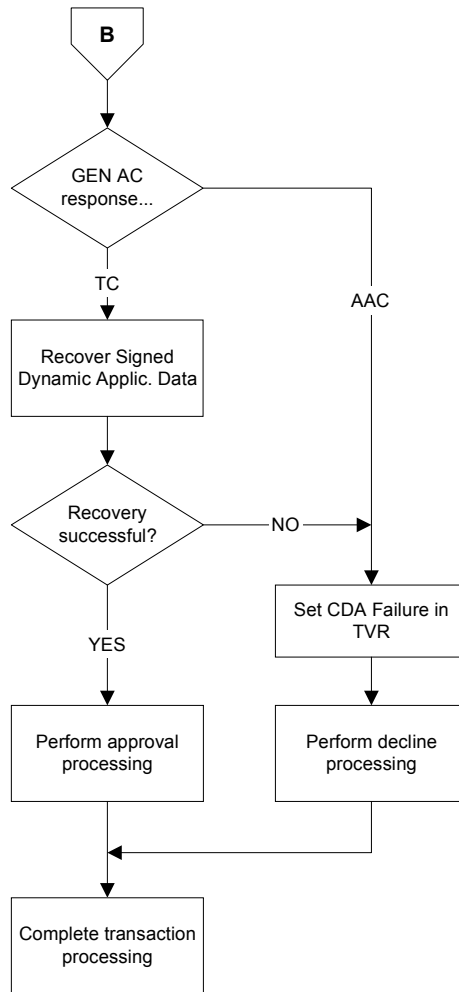 B
GEN AC
response...
TC
AAC
Recover Signed
Dynamic Applic. Data
Recovery
successful?
NO
Set CDA Failure in
TVR
YES
Perform approval
processing
Perform decline
processing
Complete transaction
processing